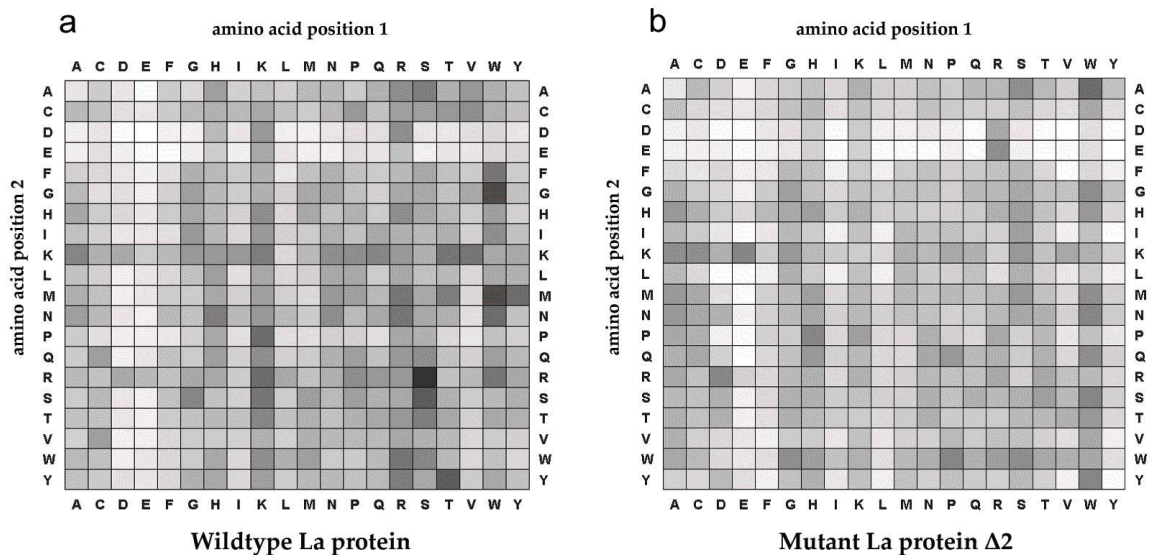 a
amino acid position 1
A C D E F G H I K L M N P Q R S T V W Y
amino acid position 2
A A
C C
D D
E E
F F
G G
H H
I I
K K
L L
M M
N N
P P
Q Q
R R
S S
T T
V V
W W
Y Y
A C D E F G H I K L M N P Q R S T V W Y
Wildtype La protein
b
amino acid position 1
A C D E F G H I K L M N P Q R S T V W Y
amino acid position 2
A A
C C
D D
E E
F F
G G
H H
I I
K K
L L
M M
N N
P P
Q Q
R R
S S
T T
V V
W W
Y Y
A C D E F G H I K L M N P Q R S T V W Y
Mutant La protein Δ2